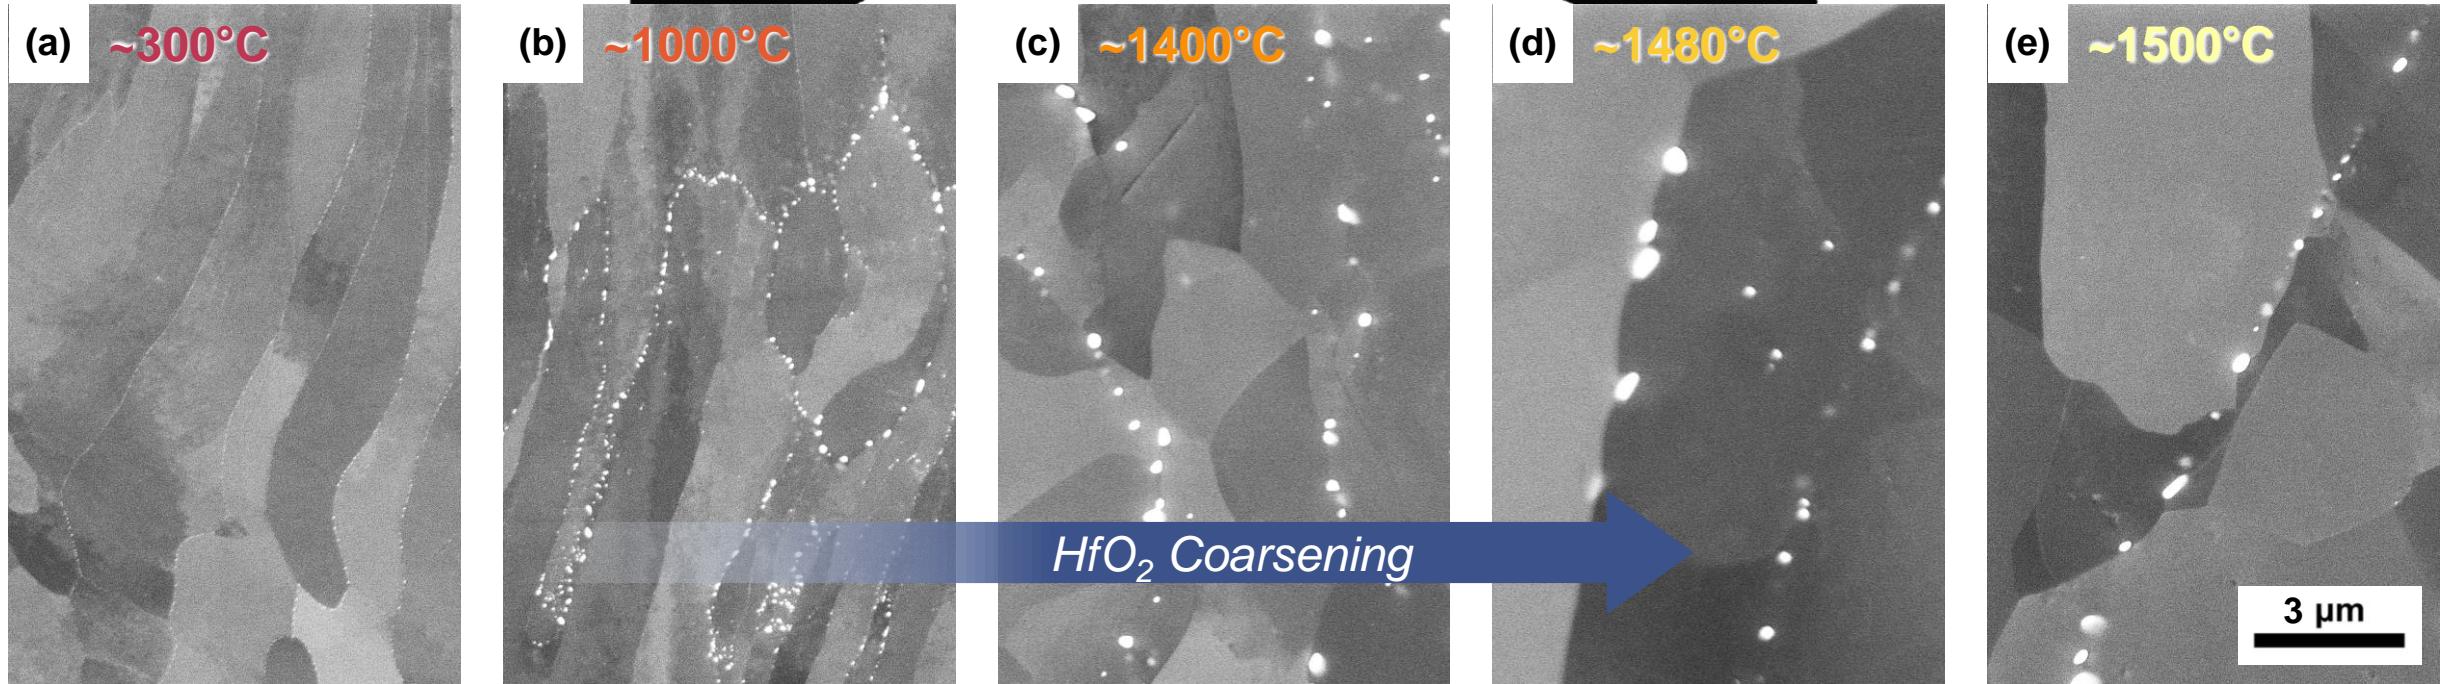 (a) ~300°C
(b) ~1000°C
(c) ~1400°C
(d) ~1480°C
(e) ~1500°C
HfO₂ Coarsening
3 µm